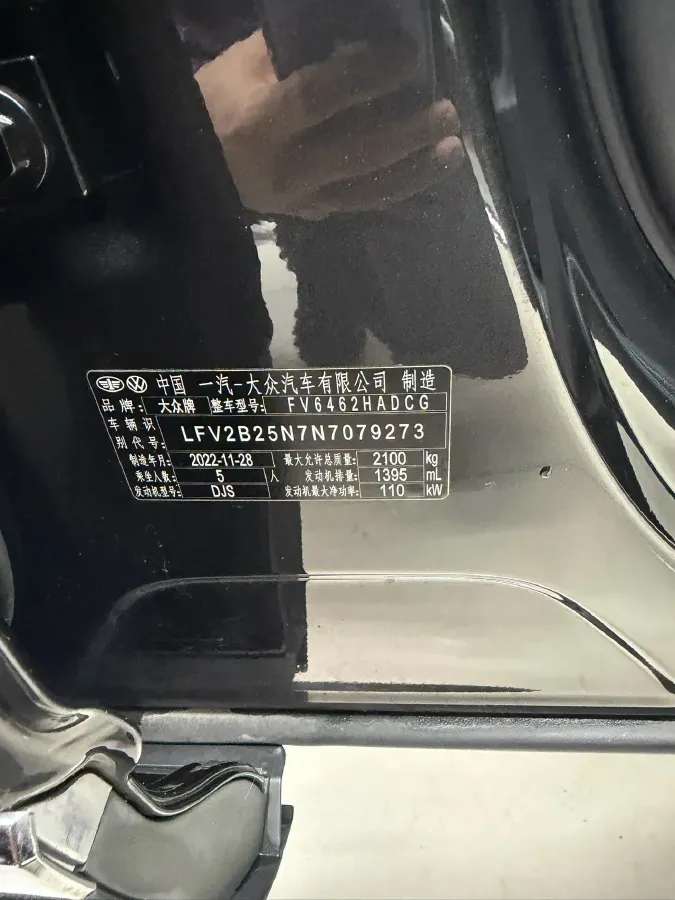 中国 一汽-大众汽车有限公司 制造
品牌: 大众牌 整车型号: FV6462HADCG
车辆识
别代号: LFV2B25N7N7079273
制造年月: 2022-11-28 最大允许总质量: 2100 kg
乘坐人数: 5 人 发动机排量: 1395 mL
发动机型号: DJS 发动机最大净功率: 110 kW